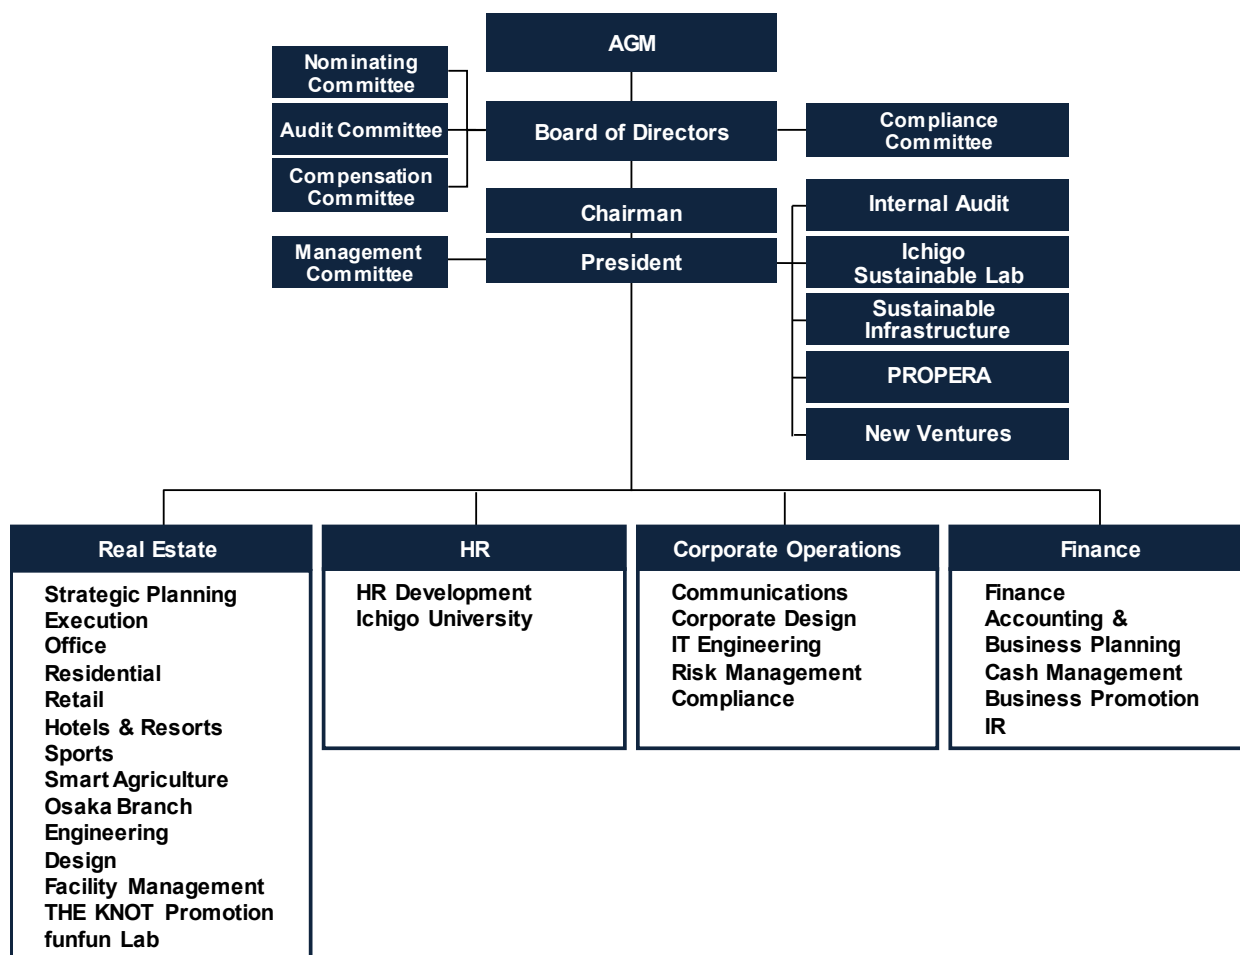 AGM
Nominating
Committee
Audit Committee
Compensation
Committee
Board of Directors
Compliance
Committee
Chairman
Management
Committee
President
Internal Audit
Ichigo
Sustainable Lab
Sustainable
Infrastructure
PROPERA
New Ventures
Real Estate
Strategic Planning
Execution
Office
Residential
Retail
Hotels & Resorts
Sports
Smart Agriculture
Osaka Branch
Engineering
Design
Facility Management
THE KNOT Promotion
funfun Lab
HR
HR Development
Ichigo University
Corporate Operations
Communications
Corporate Design
IT Engineering
Risk Management
Compliance
Finance
Finance
Accounting &
Business Planning
Cash Management
Business Promotion
IR